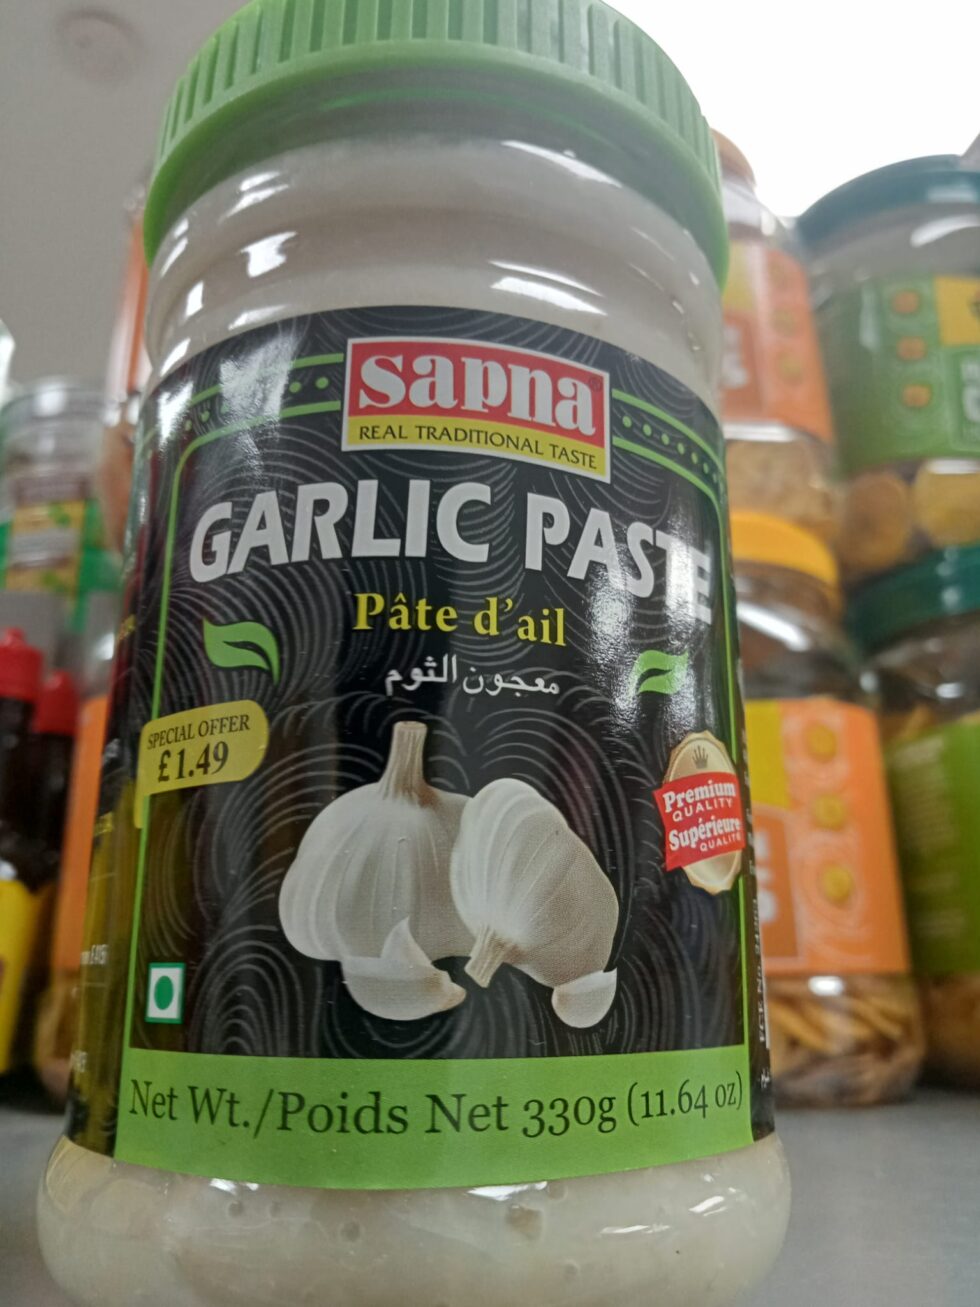 sapna
REAL TRADITIONAL TASTE
GARLIC PASTE
Pâte d'ail
معجون الثوم
SPECIAL OFFER
£1.49
Premium
QUALITY
Supérieure
QUALITY
Net Wt./Poids Net 330g (11.64 oz)